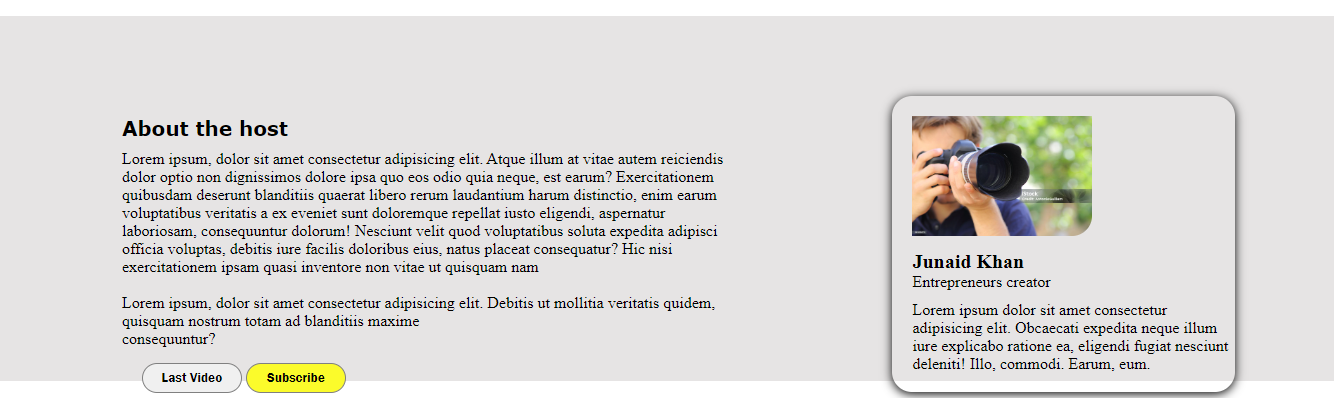 About the host
Lorem ipsum, dolor sit amet consectetur adipisicing elit. Atque illum at vitae autem reiciendis
dolor optio non dignissimos dolore ipsa quo eos odio quia neque, est earum? Exercitationem
quibusdam deserunt blanditiis quaerat libero rerum laudantium harum distinctio, enim earum
voluptatibus veritatis a ex eveniet sunt doloremque repellat iusto eligendi, aspernatur
laboriosam, consequuntur dolorum! Nesciunt velit quod voluptatibus soluta expedita adipisci
officia voluptas, debitis iure facilis doloribus eius, natus placeat consequatur? Hic nisi
exercitationem ipsam quasi inventore non vitae ut quisquam nam
Lorem ipsum, dolor sit amet consectetur adipisicing elit. Debitis ut mollitia veritatis quidem,
quisquam nostrum totam ad blanditiis maxime
consequuntur?
Last Video
Subscribe
Junaid Khan
Entrepreneurs creator
Lorem ipsum dolor sit amet consectetur
adipisicing elit. Obcaecati expedita neque illum
iure explicabo ratione ea, eligendi fugiat nesciunt
deleniti! Illo, commodi. Earum, eum.